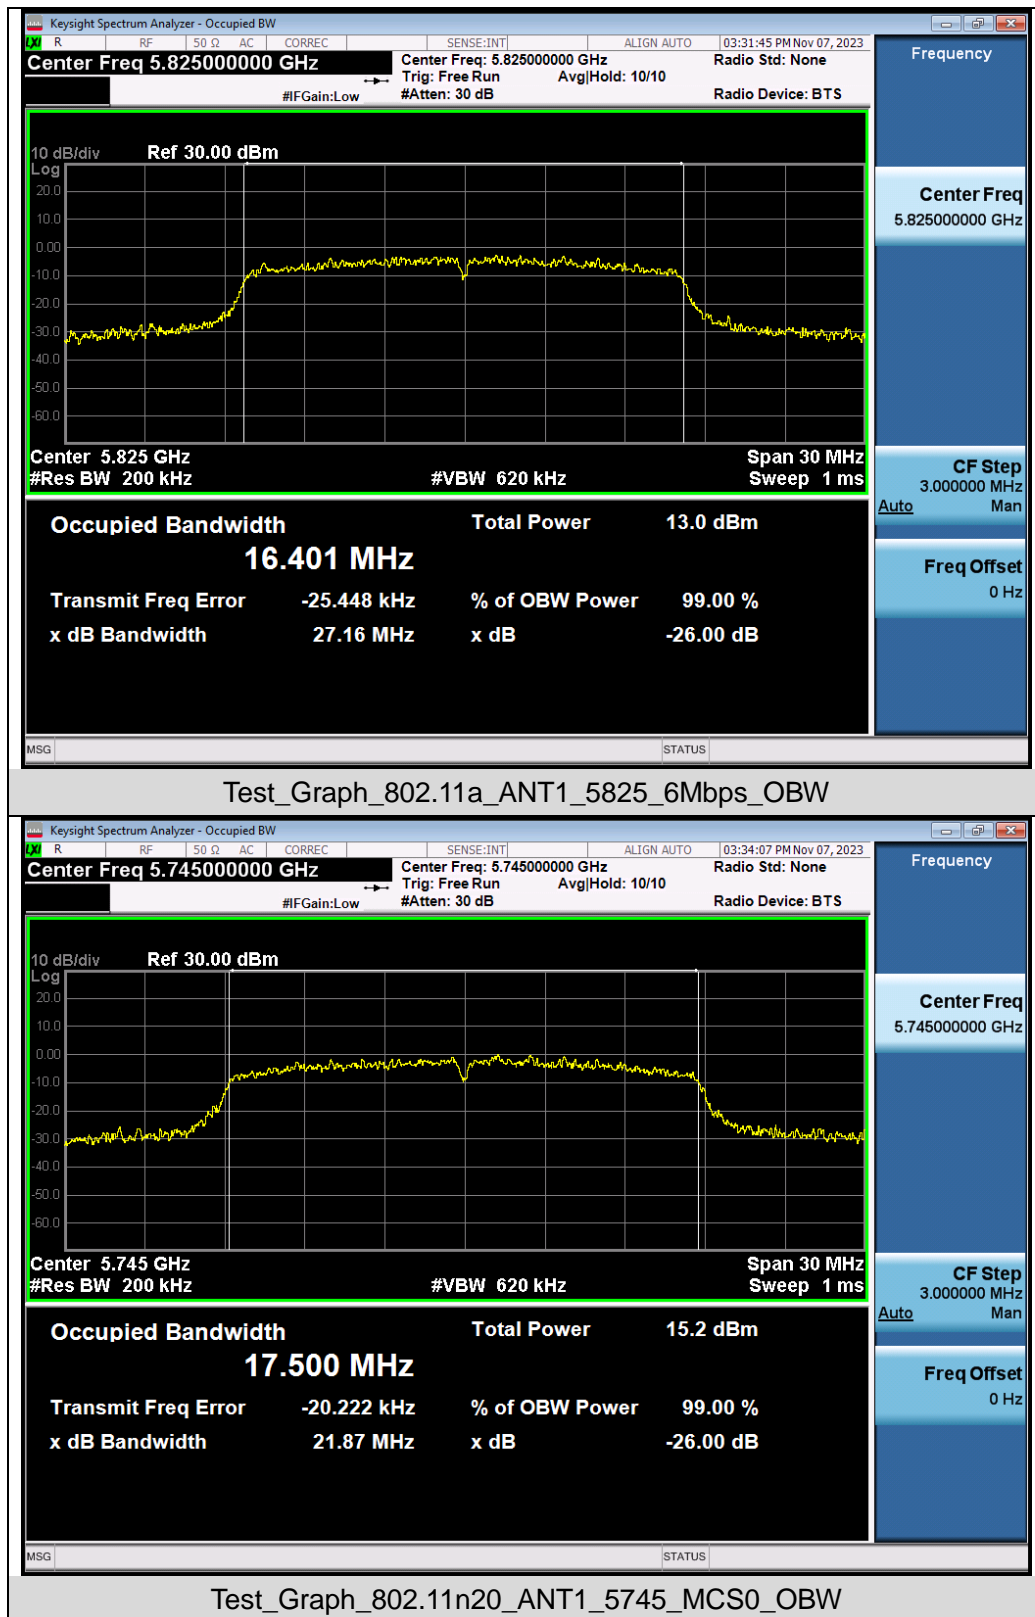 Keysight Spectrum Analyzer - Occupied BW
LXI R RF 50 Ω AC CORREC SENSE:INT ALIGN AUTO 03:31:45 PM Nov 07, 2023
Center Freq 5.825000000 GHz
Center Freq: 5.825000000 GHz Radio Std: None
Trig: Free Run Avg|Hold: 10/10
#IFGain:Low #Atten: 30 dB Radio Device: BTS
Frequency
10 dB/div Ref 30.00 dBm
Log
20.0
10.0
0.00
-10.0
-20.0
-30.0
-40.0
-50.0
-60.0
Center 5.825 GHz Span 30 MHz
#Res BW 200 kHz #VBW 620 kHz Sweep 1 ms
Center Freq
5.825000000 GHz
CF Step
3.000000 MHz
Auto Man
Freq Offset
0 Hz
Occupied Bandwidth Total Power 13.0 dBm
16.401 MHz
Transmit Freq Error -25.448 kHz % of OBW Power 99.00 %
x dB Bandwidth 27.16 MHz x dB -26.00 dB
MSG STATUS
Test_Graph_802.11a_ANT1_5825_6Mbps_OBW
Keysight Spectrum Analyzer - Occupied BW
LXI R RF 50 Ω AC CORREC SENSE:INT ALIGN AUTO 03:34:07 PM Nov 07, 2023
Center Freq 5.745000000 GHz
Center Freq: 5.745000000 GHz Radio Std: None
Trig: Free Run Avg|Hold: 10/10
#IFGain:Low #Atten: 30 dB Radio Device: BTS
Frequency
10 dB/div Ref 30.00 dBm
Log
20.0
10.0
0.00
-10.0
-20.0
-30.0
-40.0
-50.0
-60.0
Center 5.745 GHz Span 30 MHz
#Res BW 200 kHz #VBW 620 kHz Sweep 1 ms
Center Freq
5.745000000 GHz
CF Step
3.000000 MHz
Auto Man
Freq Offset
0 Hz
Occupied Bandwidth Total Power 15.2 dBm
17.500 MHz
Transmit Freq Error -20.222 kHz % of OBW Power 99.00 %
x dB Bandwidth 21.87 MHz x dB -26.00 dB
MSG STATUS
Test_Graph_802.11n20_ANT1_5745_MCS0_OBW